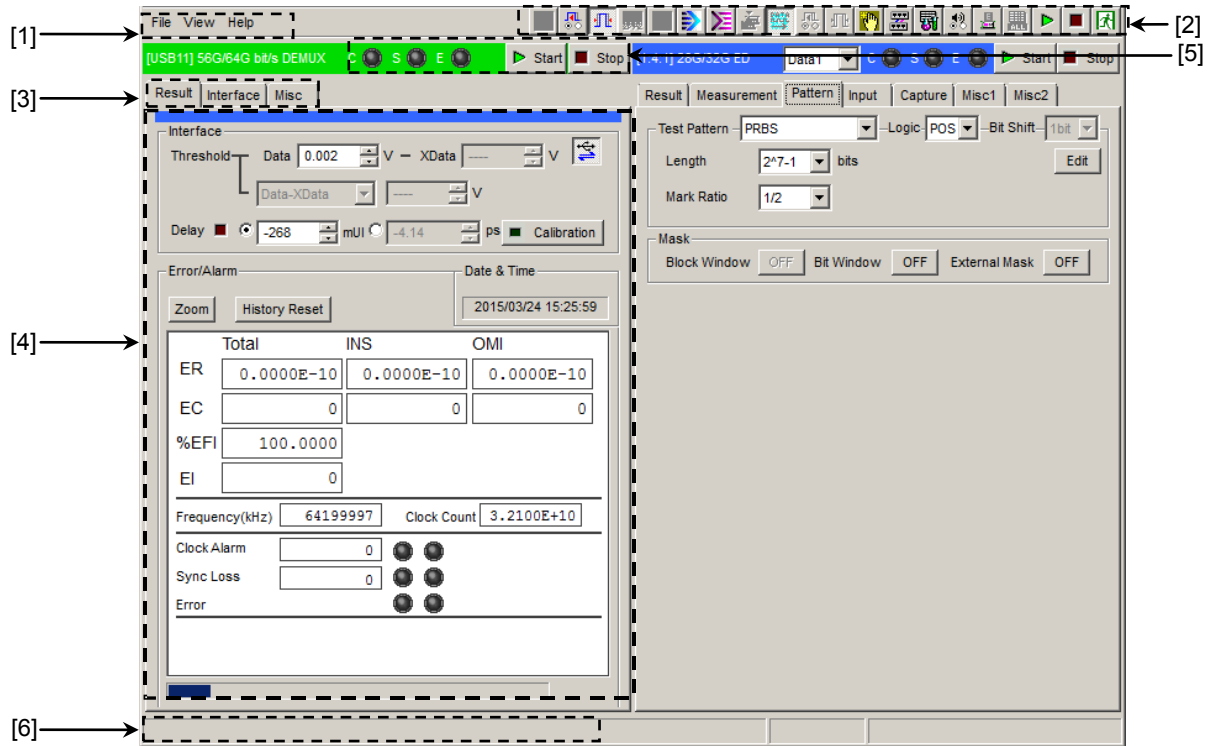 File View Help
[1]
[2]
[USB11] 56G/64G bit/s DEMUX C S E Start Stop
[1:4:1] 28G/32G ED Data1 C S E Start Stop
[5]
[3]
Result Interface Misc
Result Measurement Pattern Input Capture Misc1 Misc2
Interface
Threshold Data 0.002 V – XData ---- V
Data-XData ---- V
Delay -268 mUI -4.14 ps Calibration
Test Pattern PRBS Logic POS Bit Shift 1bit
Length 2^7-1 bits Edit
Mark Ratio 1/2
Mask
Block Window OFF Bit Window OFF External Mask OFF
Error/Alarm
Date & Time
Zoom History Reset 2015/03/24 15:25:59
[4]
Total INS OMI
ER 0.0000E-10 0.0000E-10 0.0000E-10
EC 0 0 0
%EFI 100.0000
EI 0
Frequency(kHz) 64199997 Clock Count 3.2100E+10
Clock Alarm 0
Sync Loss 0
Error
[6]